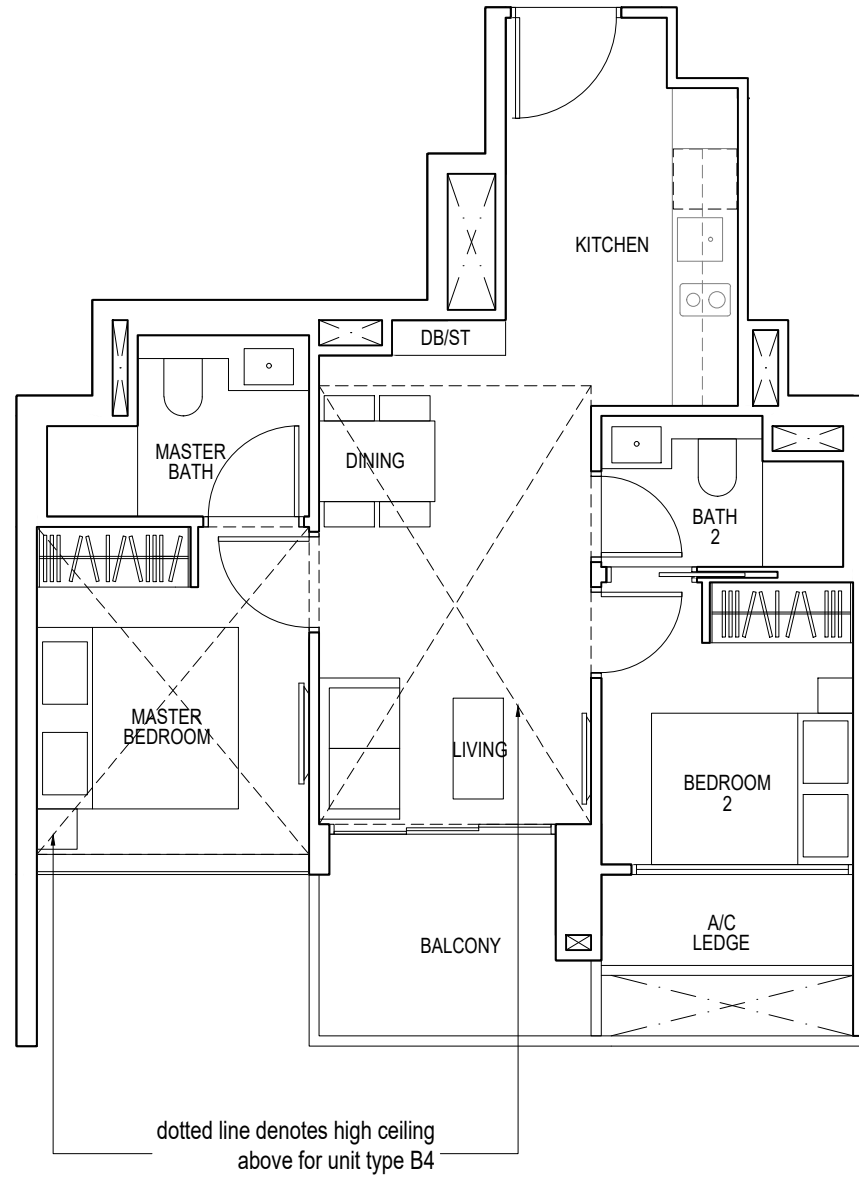 KITCHEN
DB/ST
MASTER
BATH
DINING
BATH
2
MASTER
BEDROOM
LIVING
BEDROOM
2
BALCONY
A/C
LEDGE
dotted line denotes high ceiling
above for unit type B4